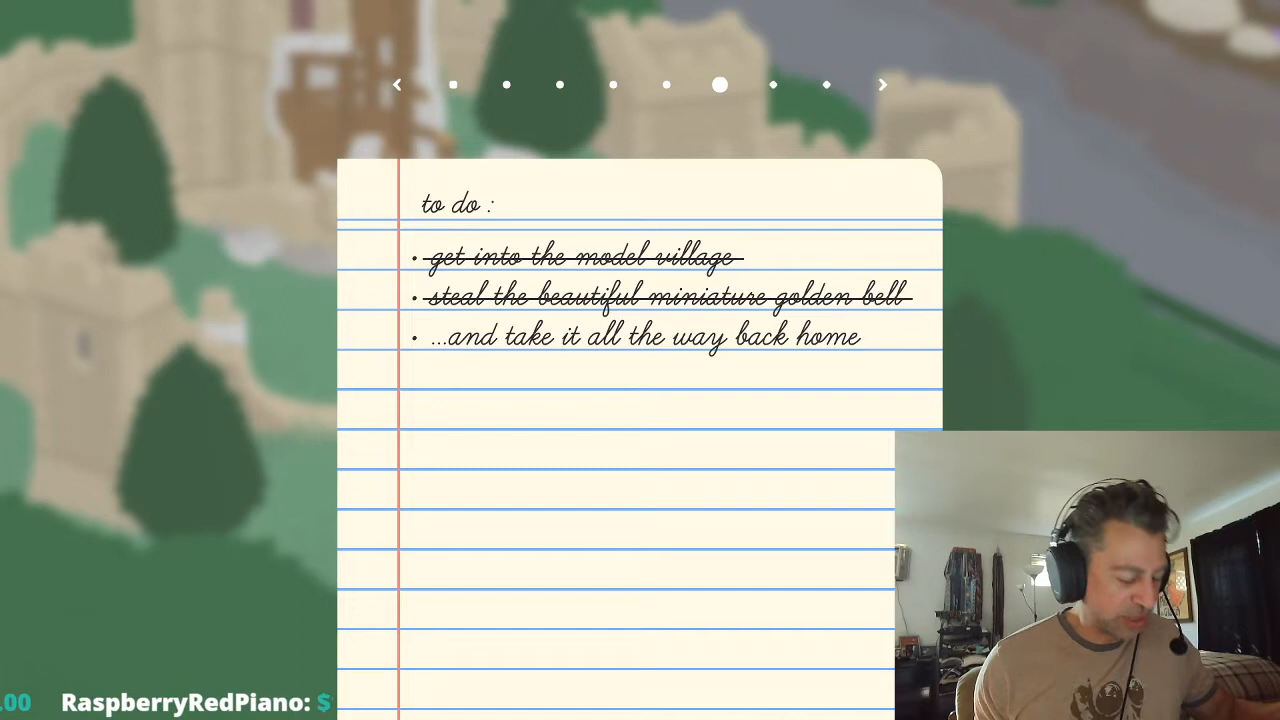 to do :
• get into the model village
• steal the beautiful miniature golden bell
• ...and take it all the way back home
.00 RaspberryRedPiano: $